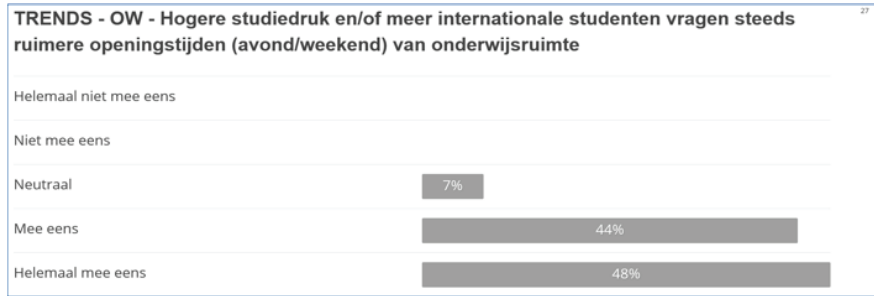 TRENDS - OW - Hogere studiedruk en/of meer internationale studenten vragen steeds
ruimere openingstijden (avond/weekend) van onderwijsruimte
27
Helemaal niet mee eens
Niet mee eens
Neutraal
7%
Mee eens
44%
Helemaal mee eens
48%